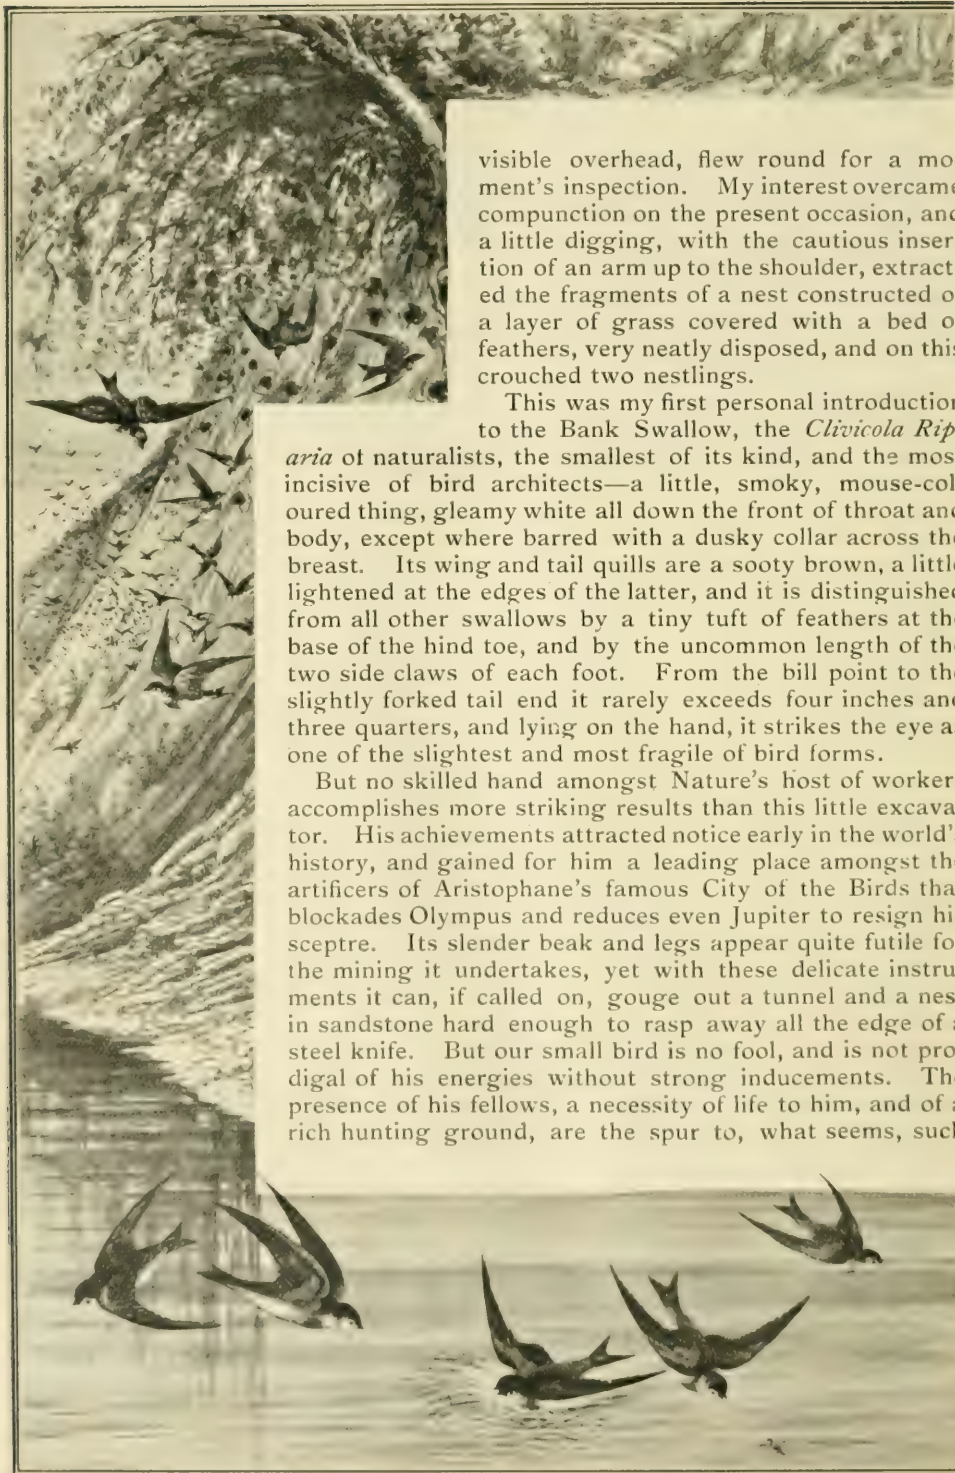 visible overhead, flew round for a mo
ment's inspection. My interest overcame
compunction on the present occasion, and
a little digging, with the cautious inser
tion of an arm up to the shoulder, extract
ed the fragments of a nest constructed o
a layer of grass covered with a bed o
feathers, very neatly disposed, and on this
crouched two nestlings.
This was my first personal introduction
to the Bank Swallow, the Clivicola Rip
aria of naturalists, the smallest of its kind, and the mos
incisive of bird architects—a little, smoky, mouse-col
oured thing, gleamy white all down the front of throat and
body, except where barred with a dusky collar across the
breast. Its wing and tail quills are a sooty brown, a little
lightened at the edges of the latter, and it is distinguished
from all other swallows by a tiny tuft of feathers at th
base of the hind toe, and by the uncommon length of th
two side claws of each foot. From the bill point to the
slightly forked tail end it rarely exceeds four inches and
three quarters, and lying on the hand, it strikes the eye a
one of the slightest and most fragile of bird forms.
But no skilled hand amongst Nature's host of worker
accomplishes more striking results than this little excava
tor. His achievements attracted notice early in the world'
history, and gained for him a leading place amongst th
artificers of Aristophane's famous City of the Birds tha
blockades Olympus and reduces even Jupiter to resign hi
sceptre. Its slender beak and legs appear quite futile fo
the mining it undertakes, yet with these delicate instru
ments it can, if called on, gouge out a tunnel and a nes
in sandstone hard enough to rasp away all the edge of a
steel knife. But our small bird is no fool, and is not pro
digal of his energies without strong inducements. Th
presence of his fellows, a necessity of life to him, and of a
rich hunting ground, are the spur to, what seems, such